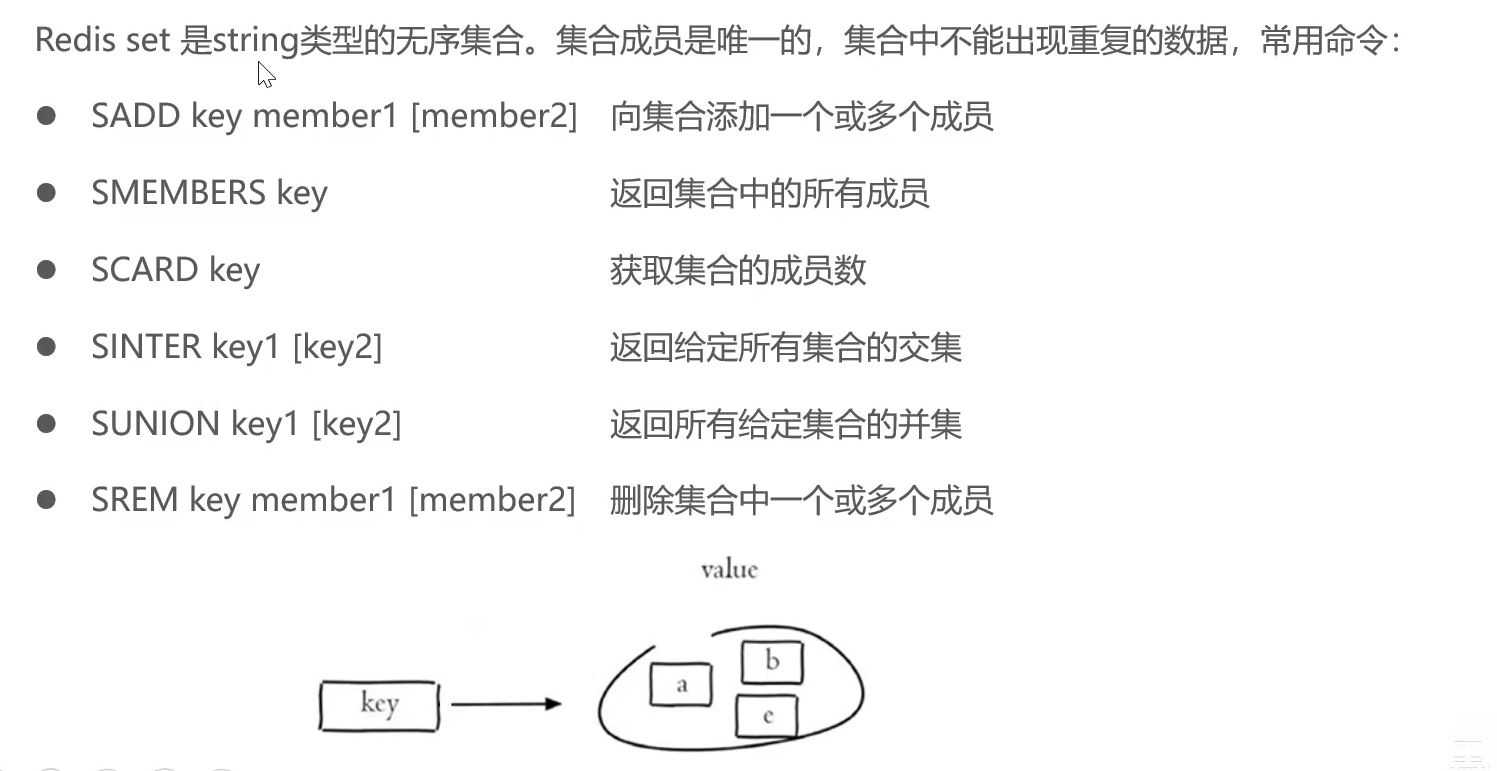 Redis set 是string类型的无序集合。集合成员是唯一的，集合中不能出现重复的数据，常用命令：
● SADD key member1 [member2] 向集合添加一个或多个成员
● SMEMBERS key 返回集合中的所有成员
● SCARD key 获取集合的成员数
● SINTER key1 [key2] 返回给定所有集合的交集
● SUNION key1 [key2] 返回所有给定集合的并集
● SREM key member1 [member2] 删除集合中一个或多个成员
value
b
a
key
e